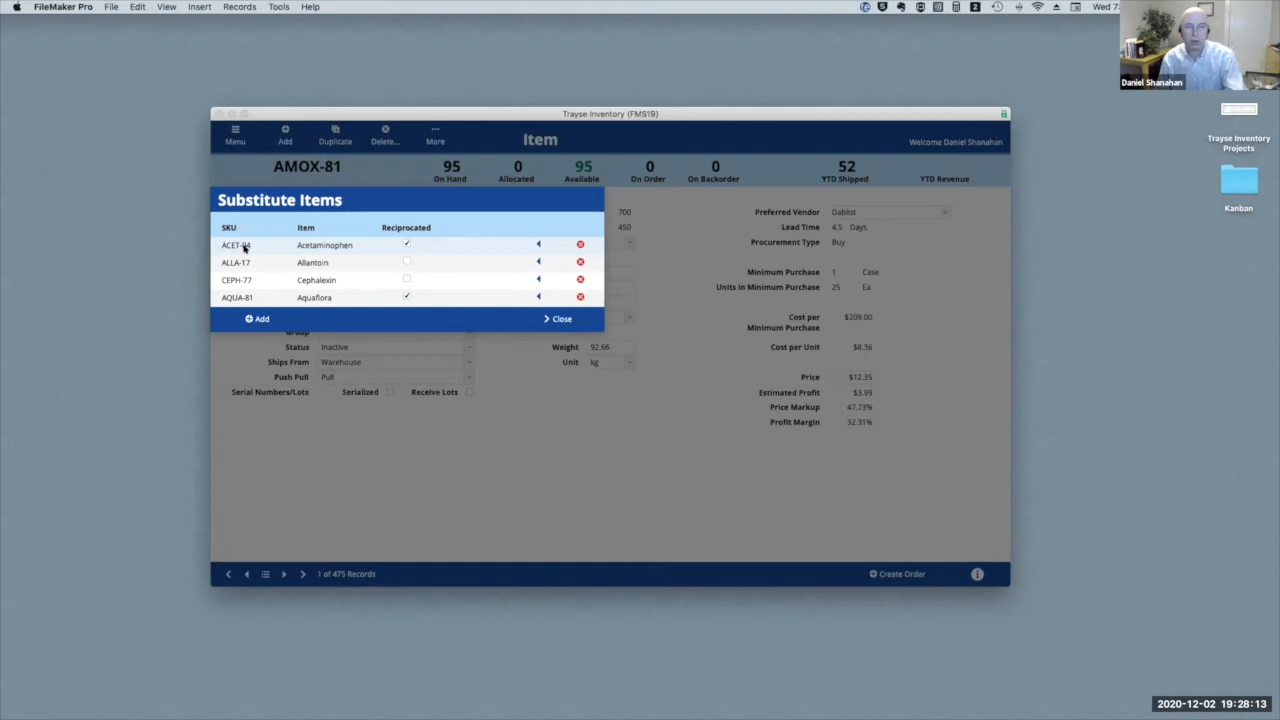 FileMaker Pro File Edit View Insert Records Tools Help
2 Wed 7
Daniel Shanahan
Trayse Inventory
Projects
Kanban
Trayse Inventory (FMS19)
Menu Add Duplicate Delete... More Item Welcome Daniel Shanahan
AMOX-81 95 0 95 0 0 52
On Hand Allocated Available On Order On Backorder YTD Shipped YTD Revenue
Substitute Items
SKU Item Reciprocated
ACET-94 Acetaminophen
ALLA-17 Allantoin
CEPH-77 Cephalexin
AQUA-81 Aquaflora
Add Close
700 Preferred Vendor Dablist
450 Lead Time 4.5 Days
Procurement Type Buy
Minimum Purchase 1 Case
Units in Minimum Purchase 25 Ea
Cost per
Minimum Purchase $209.00
Group
Status Inactive Weight 92.66 Cost per Unit $8.36
Ships From Warehouse Unit kg
Push Pull Pull Price $12.35
Serial Numbers/Lots Serialized Receive Lots Estimated Profit $3.99
Price Markup 47.73%
Profit Margin 32.31%
1 of 475 Records Create Order
2020-12-02 19:28:13